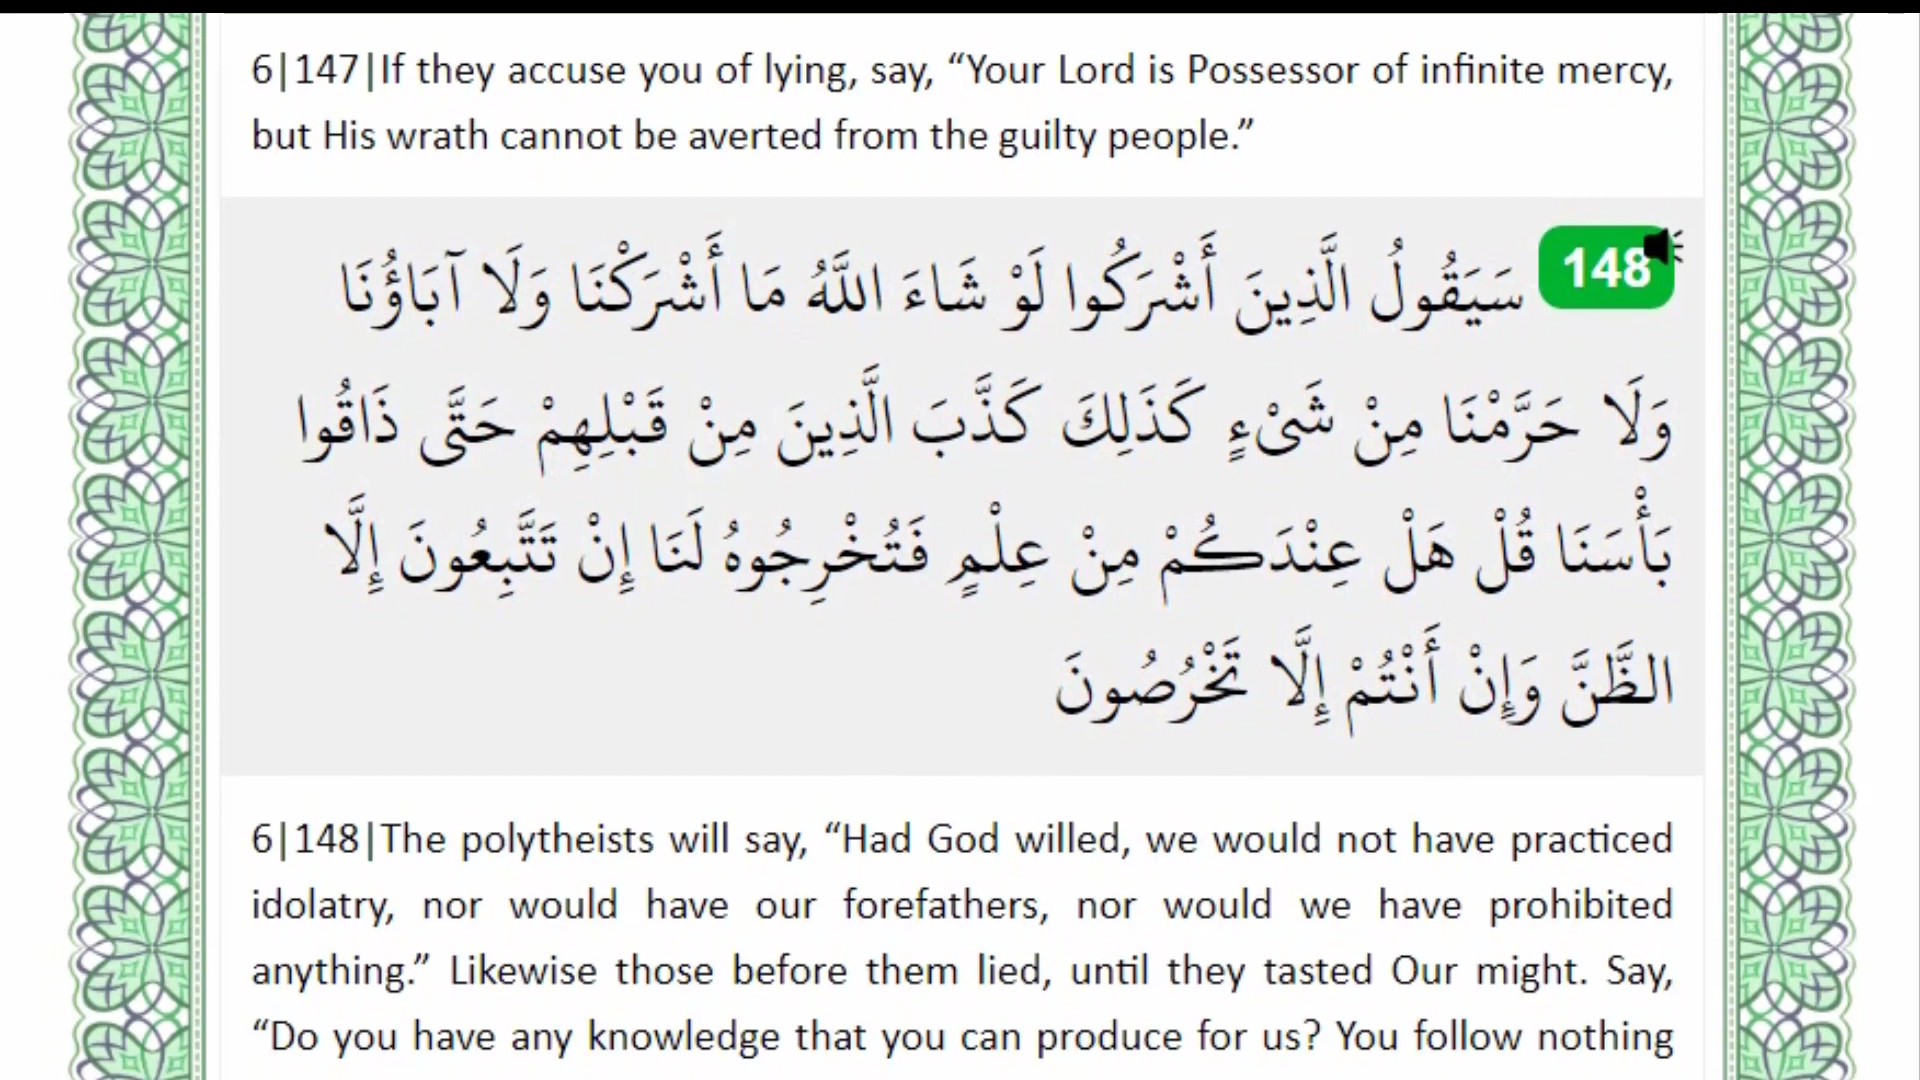 6|147|If they accuse you of lying, say, “Your Lord is Possessor of infinite mercy,
but His wrath cannot be averted from the guilty people.”
148 سَيَقُولُ الَّذِينَ أَشْرَكُوا لَوْ شَاءَ اللَّهُ مَا أَشْرَكْنَا وَلَا آبَاؤُنَا
وَلَا حَرَّمْنَا مِنْ شَىْءٍ كَذَلِكَ كَذَّبَ الَّذِينَ مِنْ قَبْلِهِمْ حَتَّى ذَاقُوا
بَأْسَنَا قُلْ هَلْ عِنْدَكُمْ مِنْ عِلْمٍ فَتُخْرِجُوهُ لَنَا إِنْ تَتَّبِعُونَ إِلَّا
الظَّنَّ وَإِنْ أَنْتُمْ إِلَّا تَخْرُصُونَ
6|148|The polytheists will say, “Had God willed, we would not have practiced
idolatry, nor would have our forefathers, nor would we have prohibited
anything.” Likewise those before them lied, until they tasted Our might. Say,
“Do you have any knowledge that you can produce for us? You follow nothing